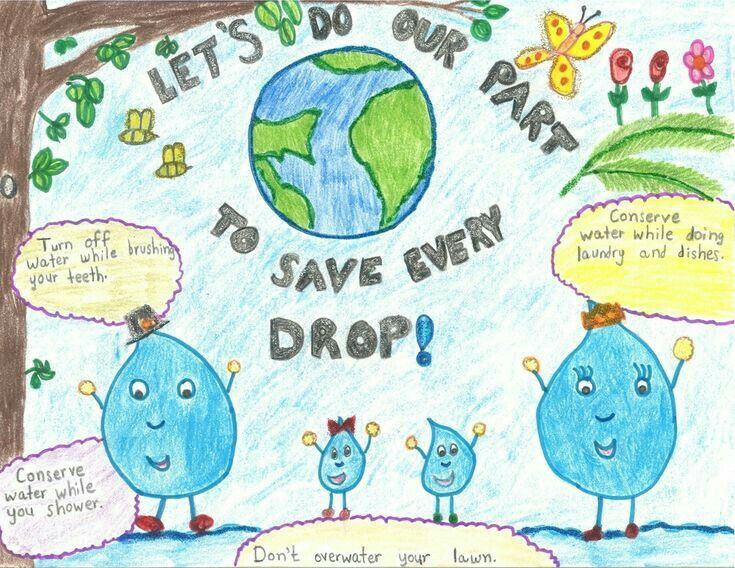 LET'S DO OUR PART
TO SAVE EVERY
DROP!
Turn off
water while brushing
your teeth.
Conserve
water while doing
laundry and dishes.
Conserve
water while
you shower.
Don't overwater your lawn.